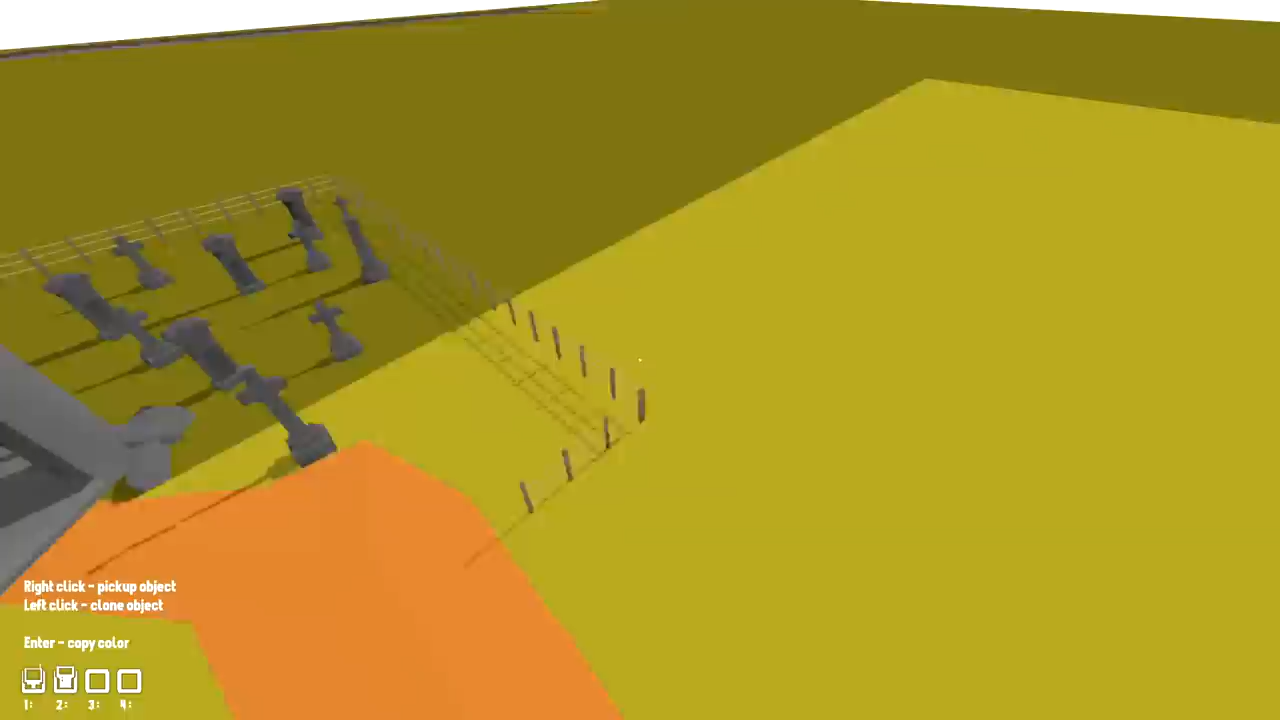 Right click - pickup object
Left click - clone object
Enter - copy color
1: 2: 3: 4: